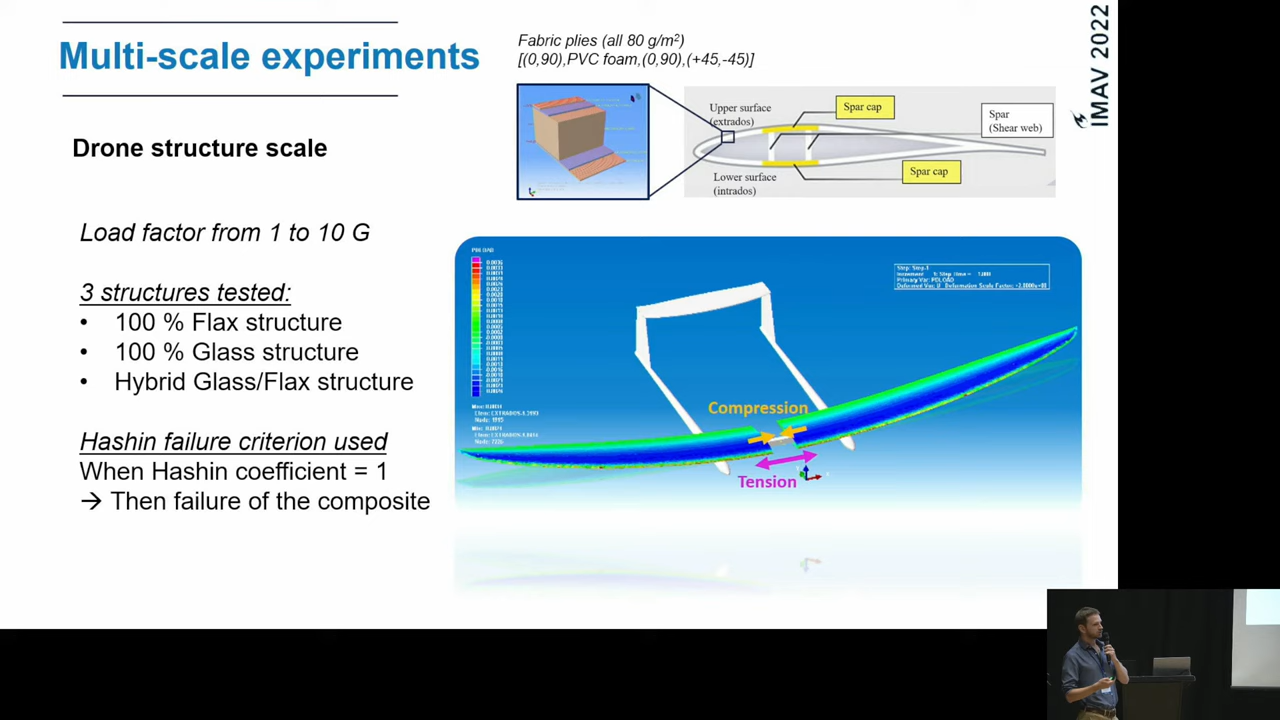 Multi-scale experiments
Fabric plies (all 80 g/m²)
[(0,90),PVC foam,(0,90),(+45,-45)]
IMAV 2022
Drone structure scale
Upper surface
(extrados)
Spar cap
Spar
(Shear web)
Lower surface
(intrados)
Spar cap
Load factor from 1 to 10 G
3 structures tested:
• 100 % Flax structure
• 100 % Glass structure
• Hybrid Glass/Flax structure
Hashin failure criterion used
When Hashin coefficient = 1
→ Then failure of the composite
Compression
Tension